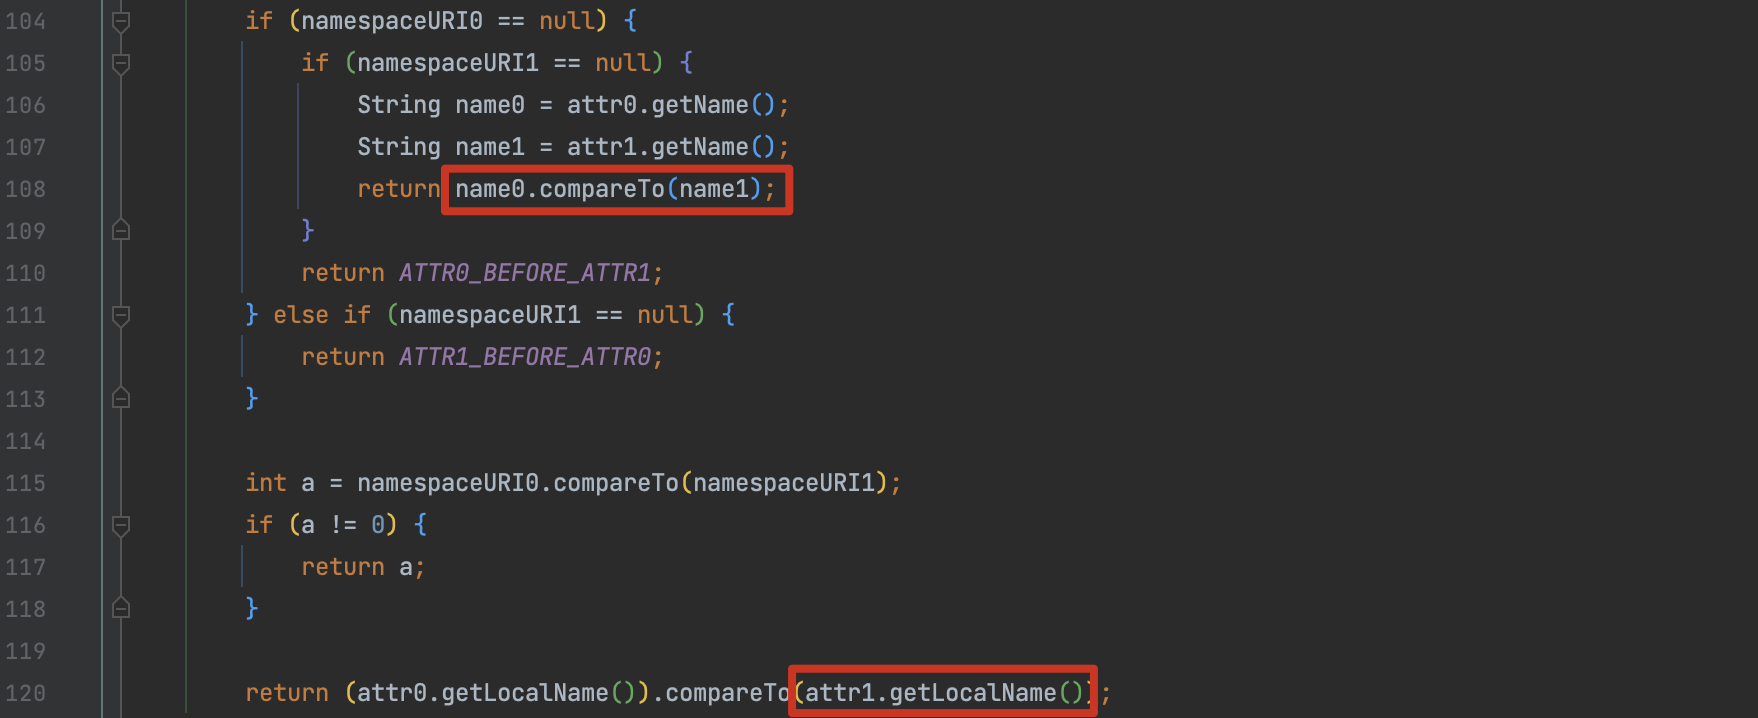 104 if (namespaceURI0 == null) {
105 if (namespaceURI1 == null) {
106 String name0 = attr0.getName();
107 String name1 = attr1.getName();
108 return name0.compareTo(name1);
109 }
110 return ATTR0_BEFORE_ATTR1;
111 } else if (namespaceURI1 == null) {
112 return ATTR1_BEFORE_ATTR0;
113 }
114
115 int a = namespaceURI0.compareTo(namespaceURI1);
116 if (a != 0) {
117 return a;
118 }
119
120 return (attr0.getLocalName()).compareTo(attr1.getLocalName());